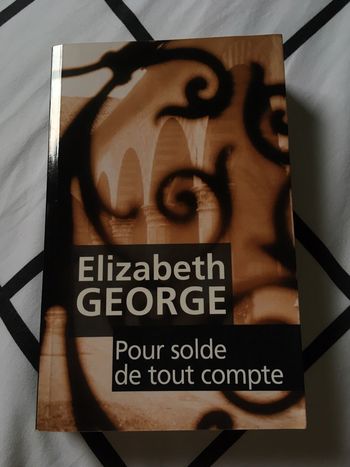 Elizabeth
GEORGE
Pour solde
de tout compte